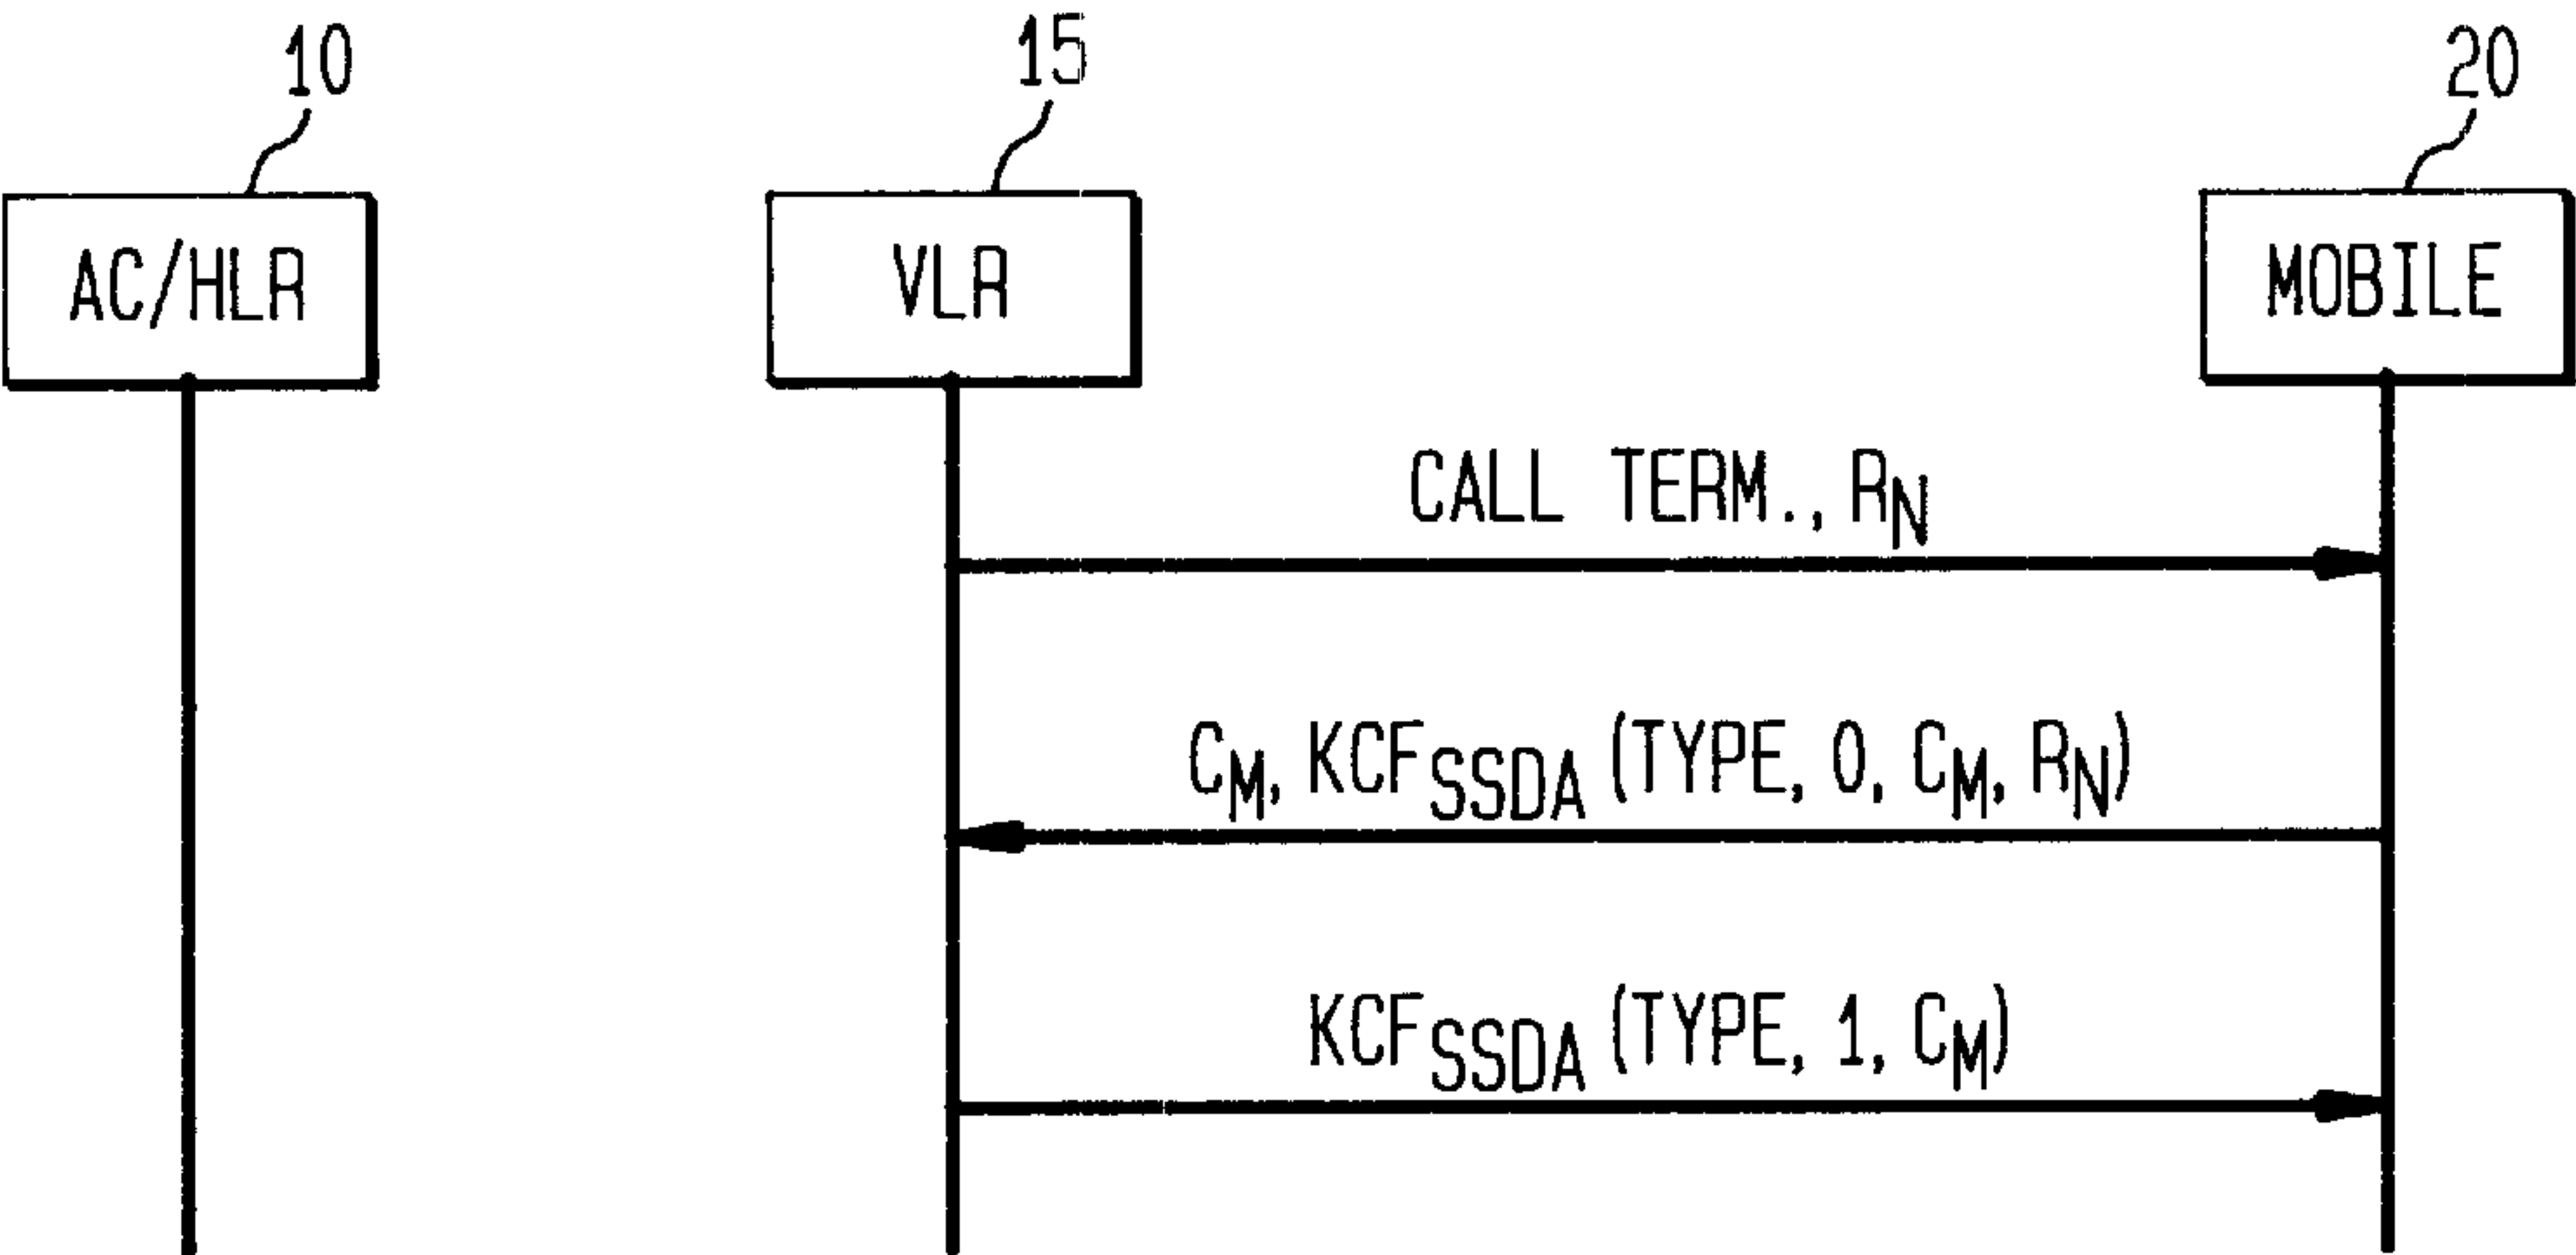 10
15
20
AC/HLR
VLR
MOBILE
CALL TERM., RN
CM, KCFSSDA (TYPE, 0, CM, RN)
KCFSSDA (TYPE, 1, CM)